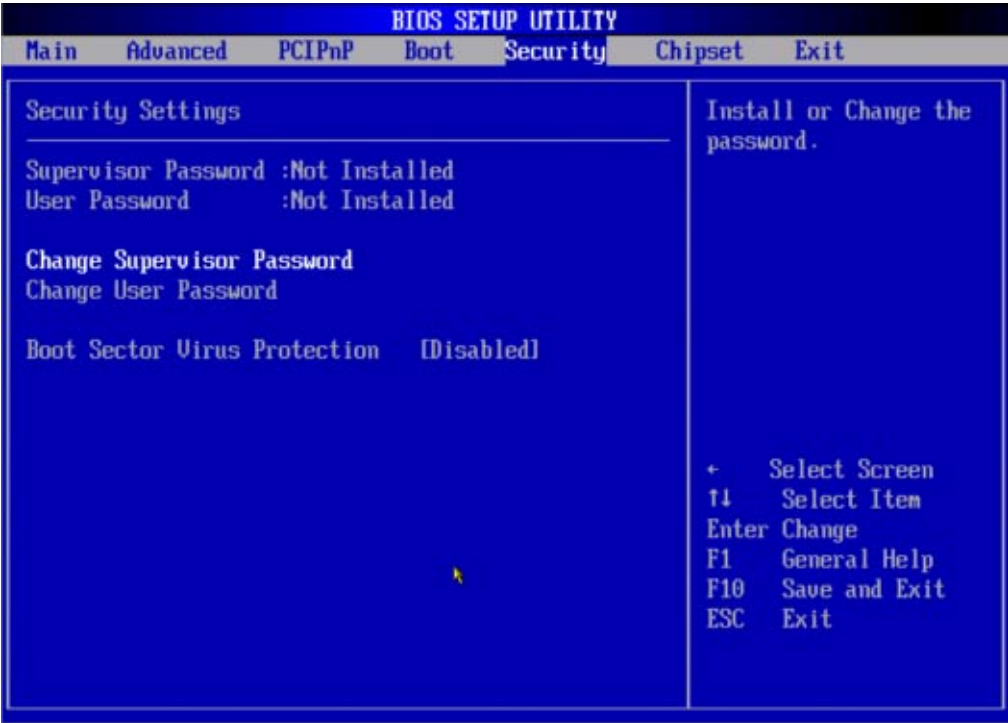 BIOS SETUP UTILITY
Main Advanced PCIPnP Boot Security Chipset Exit
Security Settings
Supervisor Password :Not Installed
User Password :Not Installed
Change Supervisor Password
Change User Password
Boot Sector Virus Protection [Disabled]
Install or Change the
password.
← Select Screen
↑↓ Select Item
Enter Change
F1 General Help
F10 Save and Exit
ESC Exit